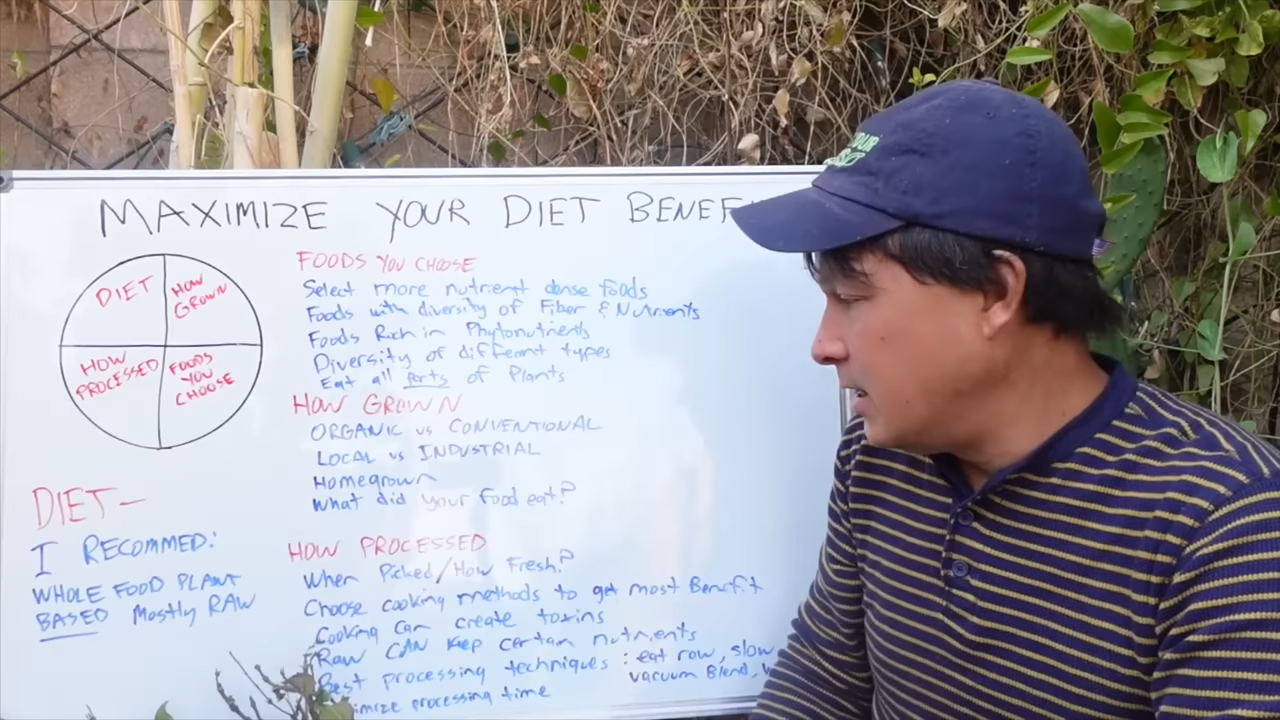 MAXIMIZE YOUR DIET BENEF
DIET
HOW
GROWN
HOW
PROCESSED
FOODS
YOU
CHOOSE
DIET-
I RECOMMED:
WHOLE FOOD PLANT
BASED Mostly RAW
FOODS YOU CHOOSE
Select more nutrient dense foods
Foods with diversity of Fiber & Nutrients
Foods Rich in Phytonutrients
Diversity of different types
Eat all Parts of Plants
HOW GROWN
ORGANIC vs CONVENTIONAL
LOCAL vs INDUSTRIAL
Homegrown
What did your food eat?
HOW PROCESSED
When Picked/How Fresh?
Choose cooking methods to get most Benefit
Cooking can create toxins
Raw CAN keep certain nutrients
Best processing techniques: eat raw, slow
vacuum Blend,
processing time